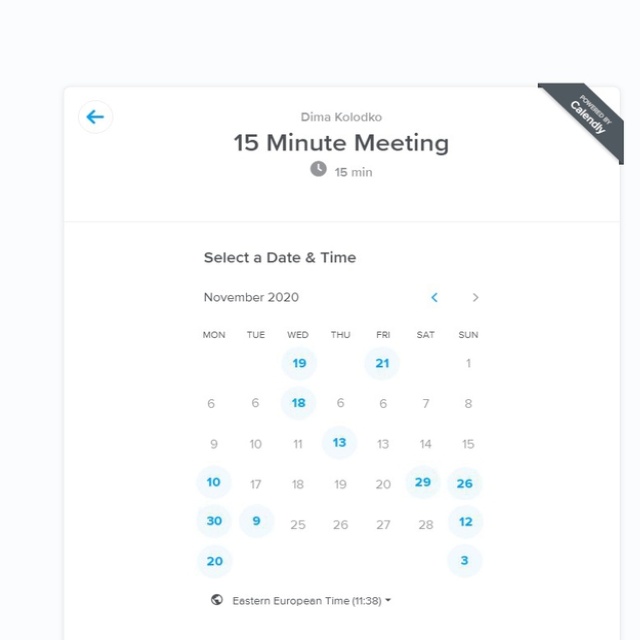 POWERED BY
Calendly
Dima Kolodko
15 Minute Meeting
15 min
Select a Date & Time
November 2020
MON TUE WED THU FRI SAT SUN
19 21 1
6 6 18 6 6 7 8
9 10 11 13 13 14 15
10 17 18 19 20 29 26
30 9 25 26 27 28 12
20 3
Eastern European Time (11:38)